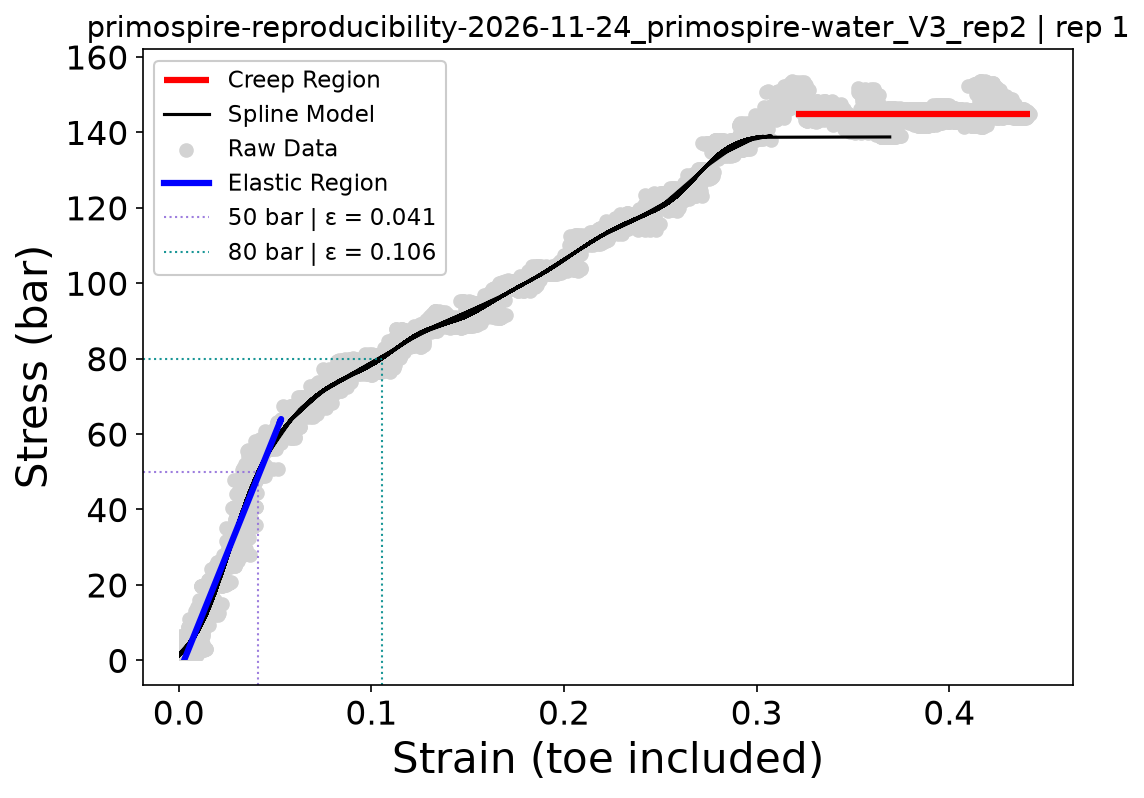 primospire-reproducibility-2026-11-24_primospire-water_V3_rep2 | rep 1
Creep Region
Spline Model
Raw Data
Elastic Region
50 bar | ε = 0.041
80 bar | ε = 0.106
160
140
120
100
80
60
40
20
0
Stress (bar)
0.0 0.1 0.2 0.3 0.4
Strain (toe included)